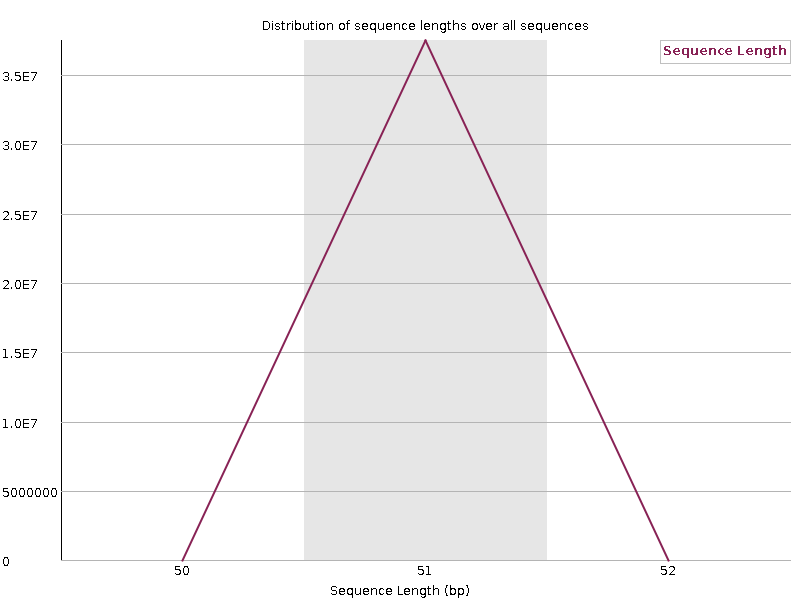 Distribution of sequence lengths over all sequences
Sequence Length
3.5E7
3.0E7
2.5E7
2.0E7
1.5E7
1.0E7
5000000
0
50 51 52
Sequence Length (bp)